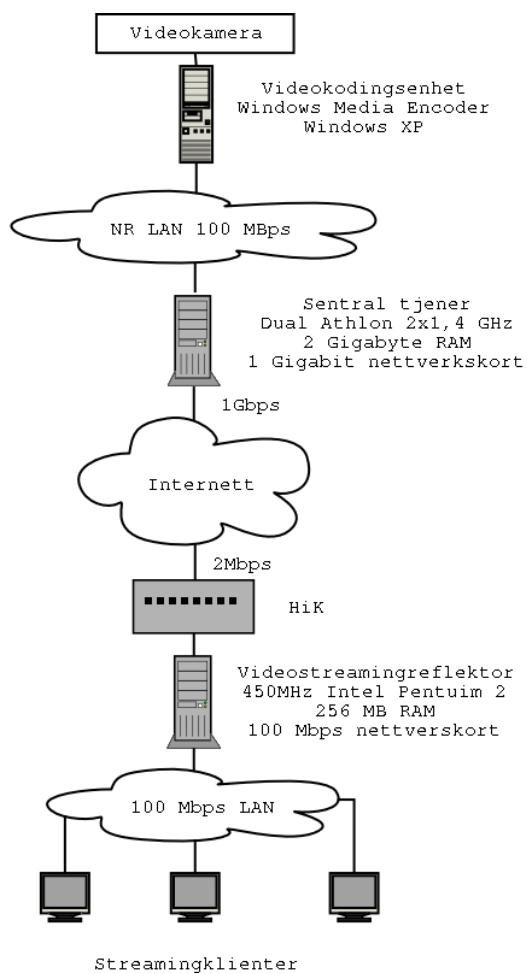 Videokamera
Videokodingsenhet
Windows Media Encoder
Windows XP
NR LAN 100 MBps
Sentral tjener
Dual Athlon 2x1,4 GHz
2 Gigabyte RAM
1 Gigabit nettverkskort
1Gbps
Internett
2Mbps
HiK
Videostreamingreflektor
450MHz Intel Pentuim 2
256 MB RAM
100 Mbps nettverskort
100 Mbps LAN
Streamingklienter